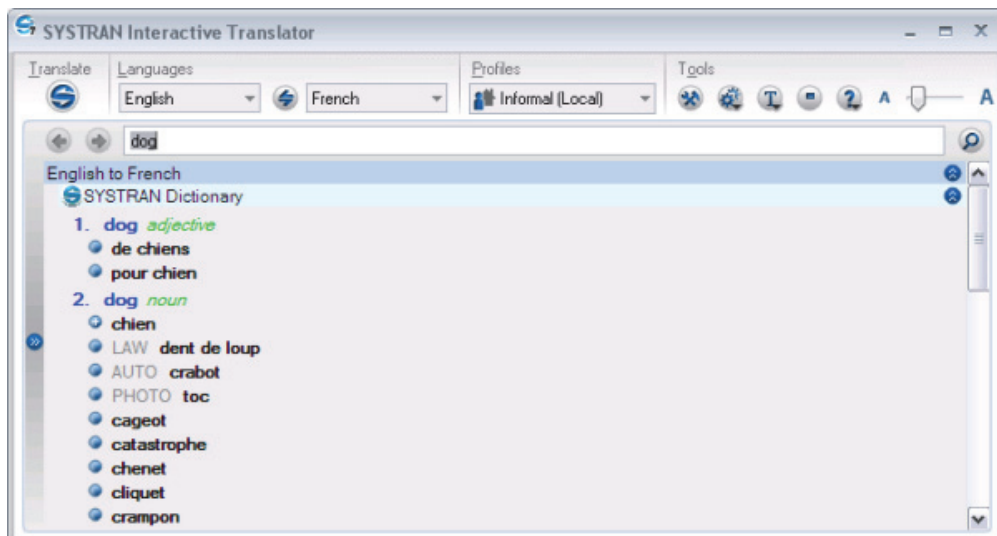 SYSTRAN Interactive Translator
Translate Languages Profiles Tools
English French Informal (Local) T ? A A
dog
English to French
SYSTRAN Dictionary
1. dog adjective
de chiens
pour chien
2. dog noun
chien
LAW dent de loup
AUTO crabot
PHOTO toc
cageot
catastrophe
chenet
cliquet
crampon